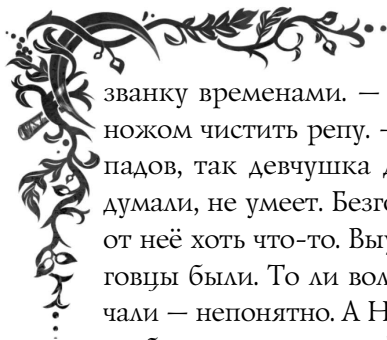 званку временами. —
ножом чистить репу. -
падов, так девчушка
думали, не умеет. Безго
от неё хоть что-то. Выу
говцы были. То ли вол
чали — непонятно. А Н